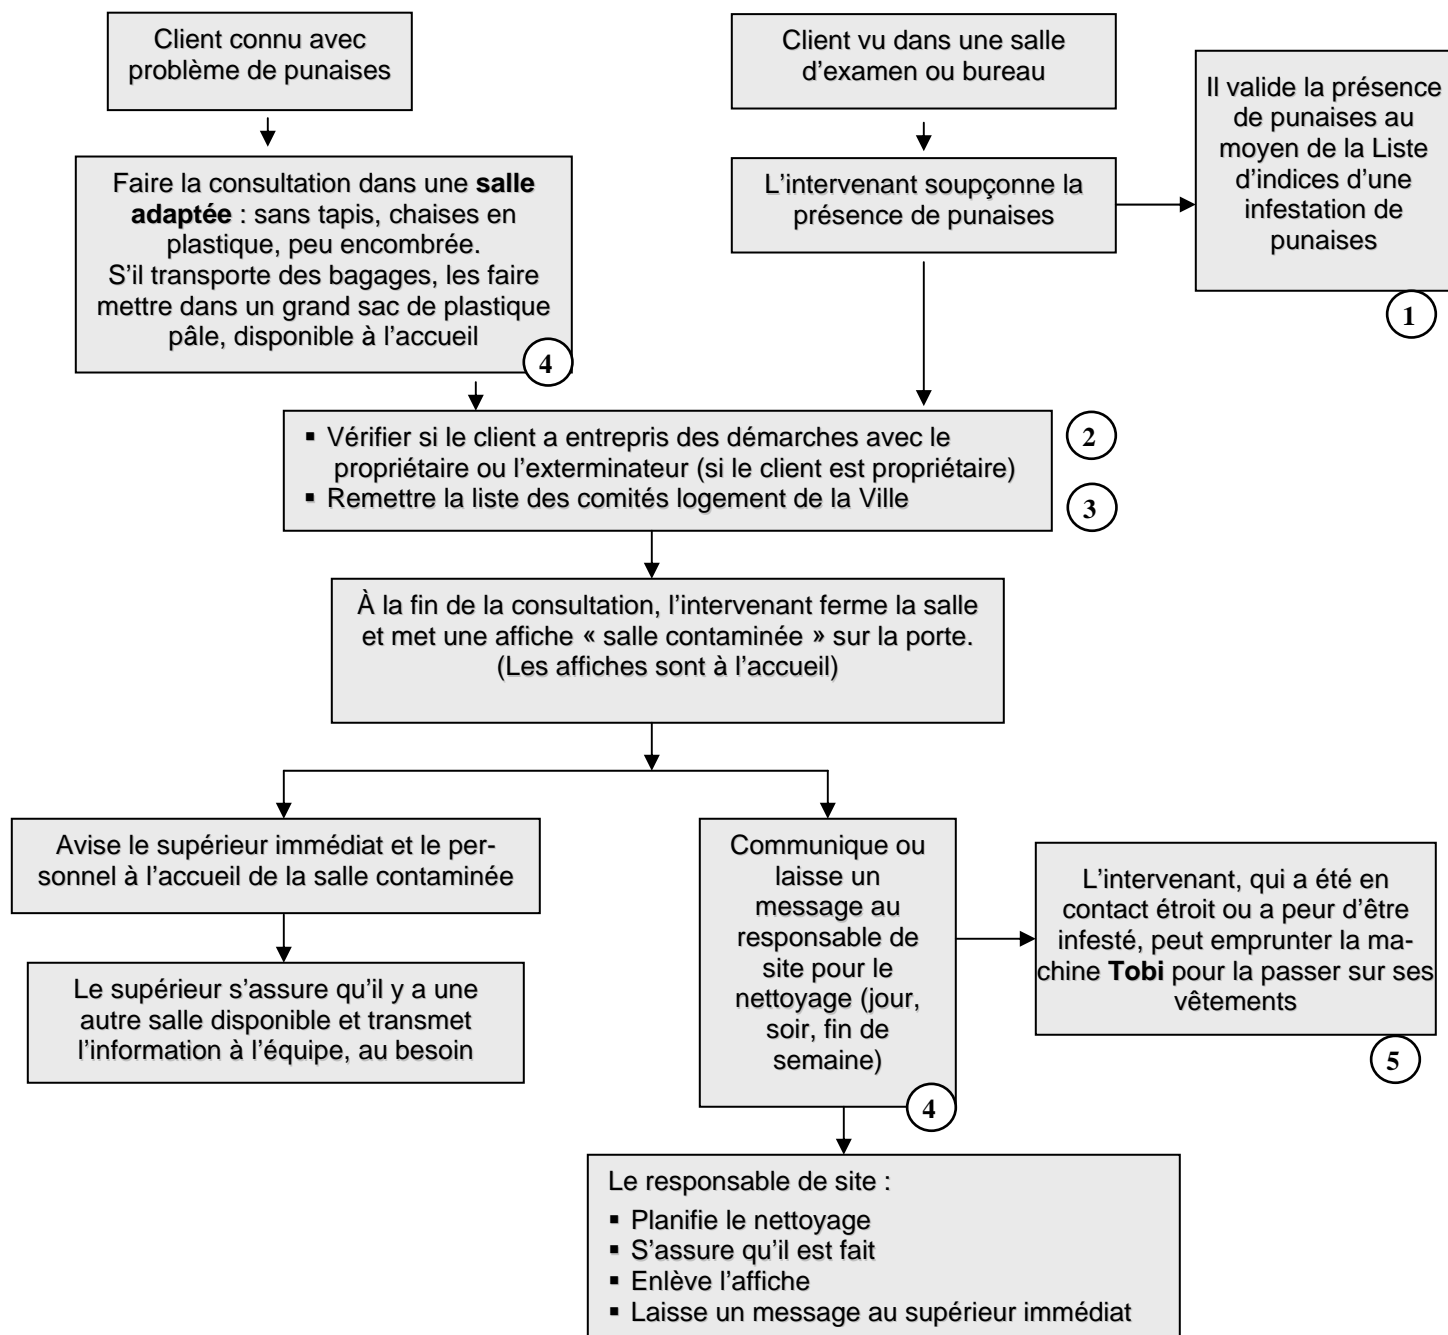 Client connu avec
problème de punaises
Client vu dans une salle
d’examen ou bureau
Il valide la présence
de punaises au
moyen de la Liste
d’indices d’une
infestation de
punaises
1
Faire la consultation dans une salle
adaptée : sans tapis, chaises en
plastique, peu encombrée.
S’il transporte des bagages, les faire
mettre dans un grand sac de plastique
pâle, disponible à l’accueil
4
L’intervenant soupçonne la
présence de punaises
▪ Vérifier si le client a entrepris des démarches avec le
propriétaire ou l’exterminateur (si le client est propriétaire)
▪ Remettre la liste des comités logement de la Ville
2
3
À la fin de la consultation, l’intervenant ferme la salle
et met une affiche « salle contaminée » sur la porte.
(Les affiches sont à l’accueil)
Avise le supérieur immédiat et le per-
sonnel à l’accueil de la salle contaminée
Le supérieur s’assure qu’il y a une
autre salle disponible et transmet
l’information à l’équipe, au besoin
Communique ou
laisse un
message au
responsable de
site pour le
nettoyage (jour,
soir, fin de
semaine)
4
L’intervenant, qui a été en
contact étroit ou a peur d’être
infesté, peut emprunter la ma-
chine Tobi pour la passer sur ses
vêtements
5
Le responsable de site :
▪ Planifie le nettoyage
▪ S’assure qu’il est fait
▪ Enlève l’affiche
▪ Laisse un message au supérieur immédiat